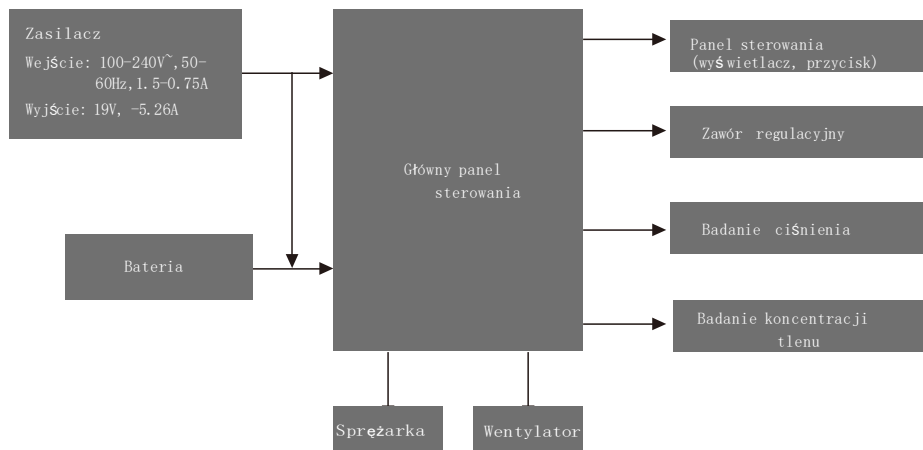 Zasilacz
Wejście: 100-240V~,50-
60Hz,1.5-0.75A
Wyjście: 19V, -5.26A
Bateria
Główny panel
sterowania
Panel sterowania
(wyświetlacz, przycisk)
Zawór regulacyjny
Badanie ciśnienia
Badanie koncentracji
tlenu
Sprężarka
Wentylator